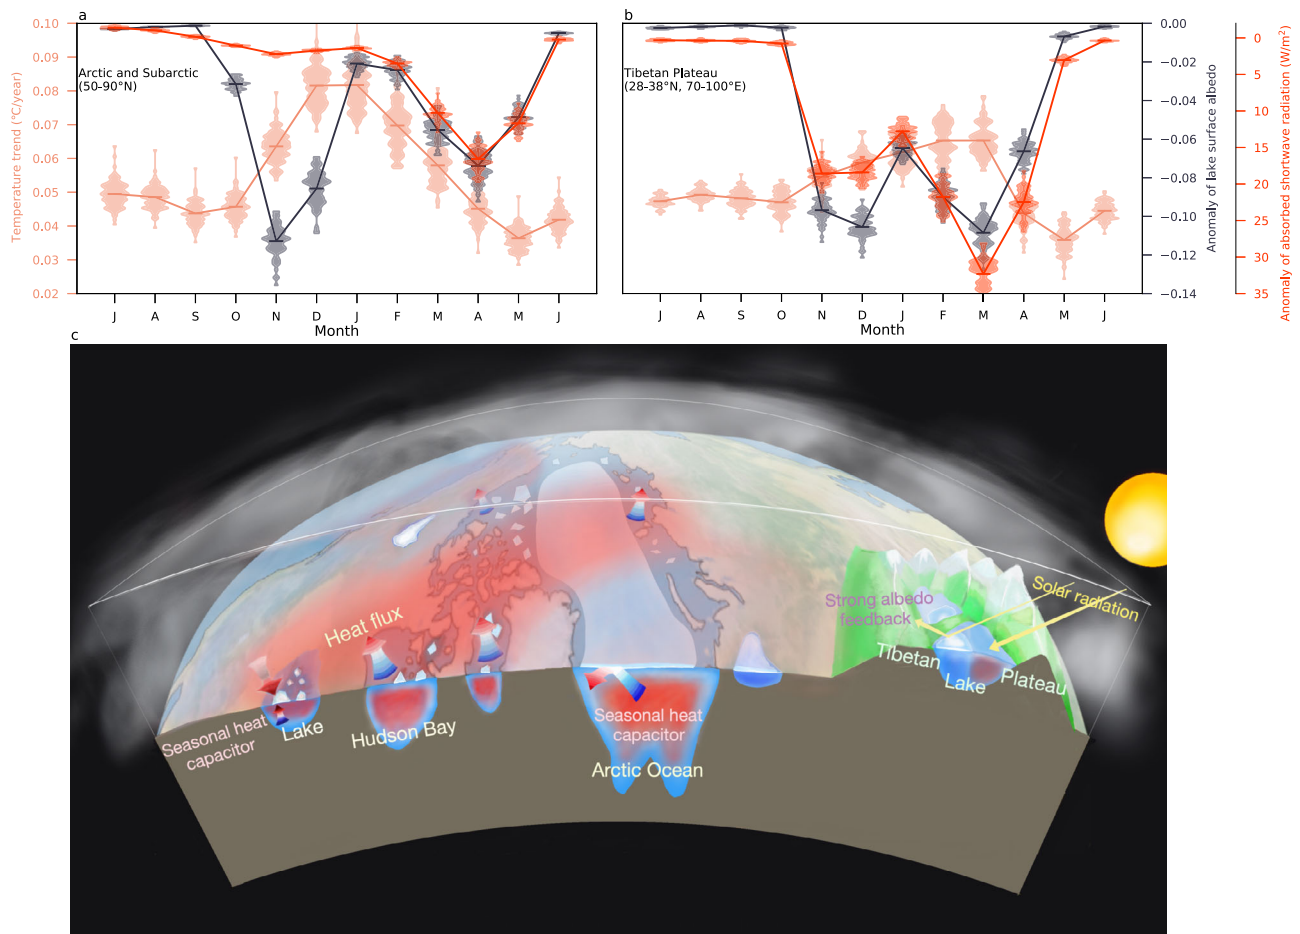 a
Arctic and Subarctic
(50-90°N)
Temperature trend (℃/year)
0.10
0.09
0.08
0.07
0.06
0.05
0.04
0.03
0.02
J A S O N D J F M A M J
Month
b
Tibetan Plateau
(28-38°N, 70-100°E)
J A S O N D J F M A M J
Month
0.00
−0.02
−0.04
−0.06
−0.08
−0.10
−0.12
−0.14
Anomaly of lake surface albedo
0
5
10
15
20
25
30
35
Anomaly of absorbed shortwave radiation (W/m²)
c
Solar radiation
Strong albedo
feedback
Heat flux
Tibetan
Lake
Plateau
Seasonal heat
capacitor
Lake
Hudson Bay
Seasonal heat
capacitor
Arctic Ocean